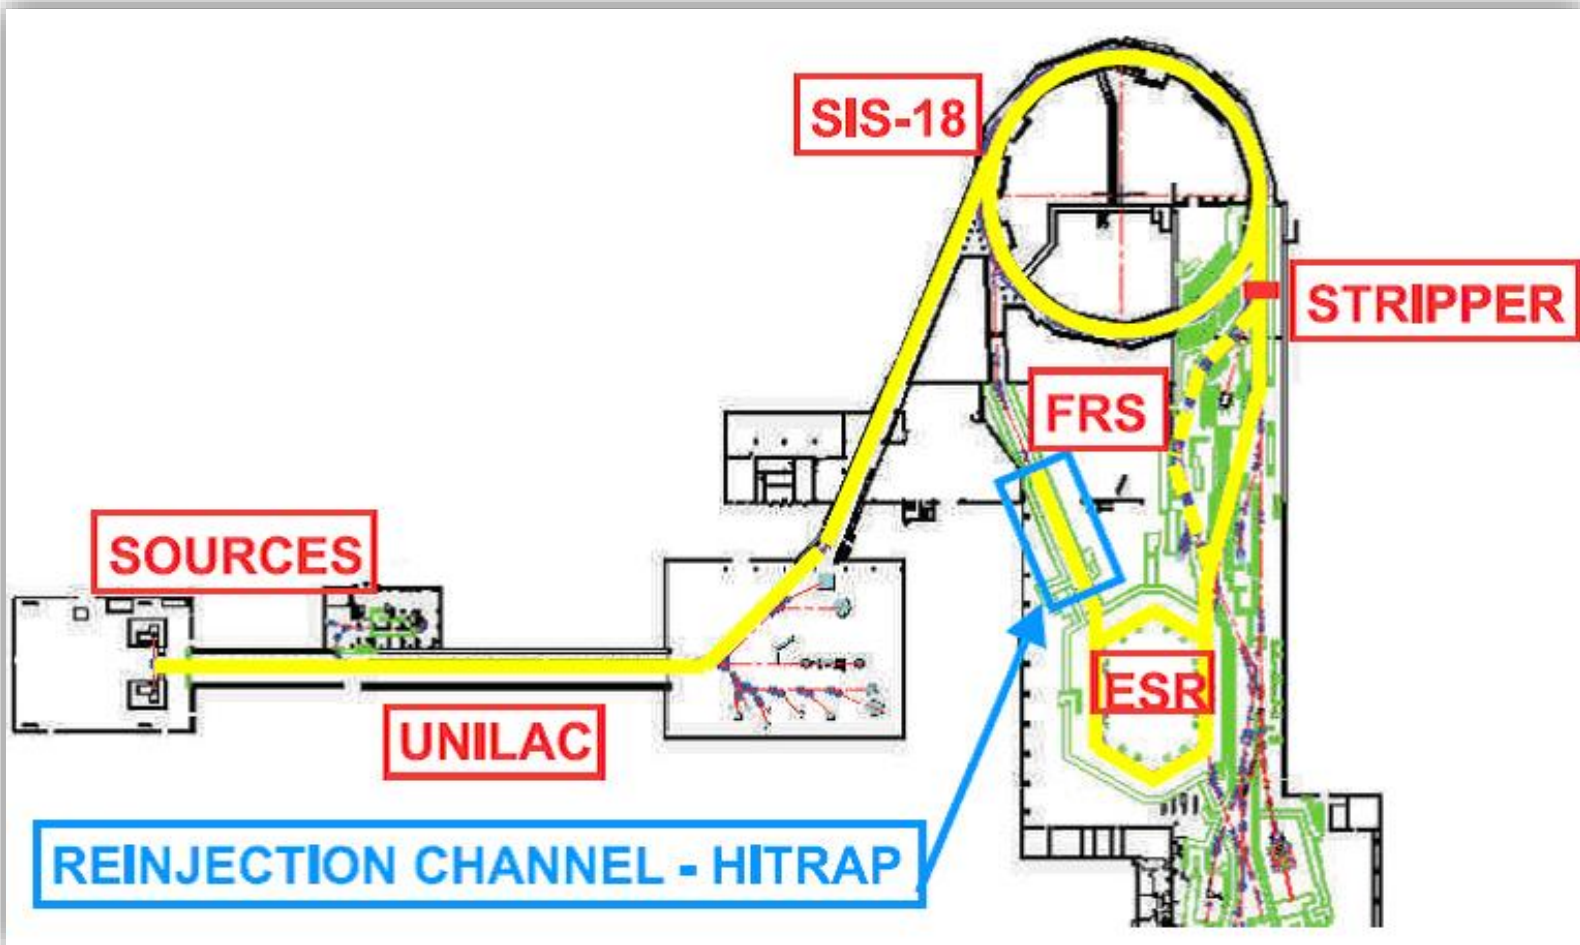 SIS-18
STRIPPER
FRS
SOURCES
ESR
UNILAC
REINJECTION CHANNEL - HITRAP